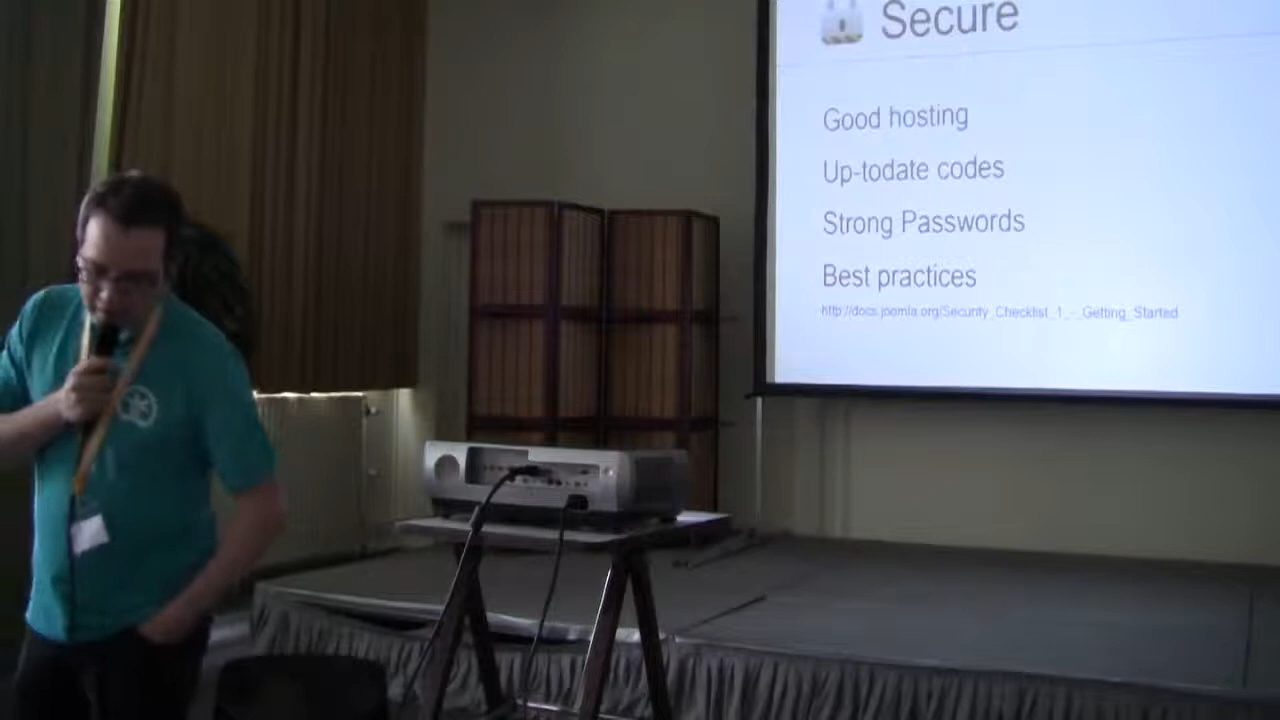 Secure
Good hosting
Up-todate codes
Strong Passwords
Best practices
http://docs.joomla.org/Security_Checklist_1_-_Getting_Started